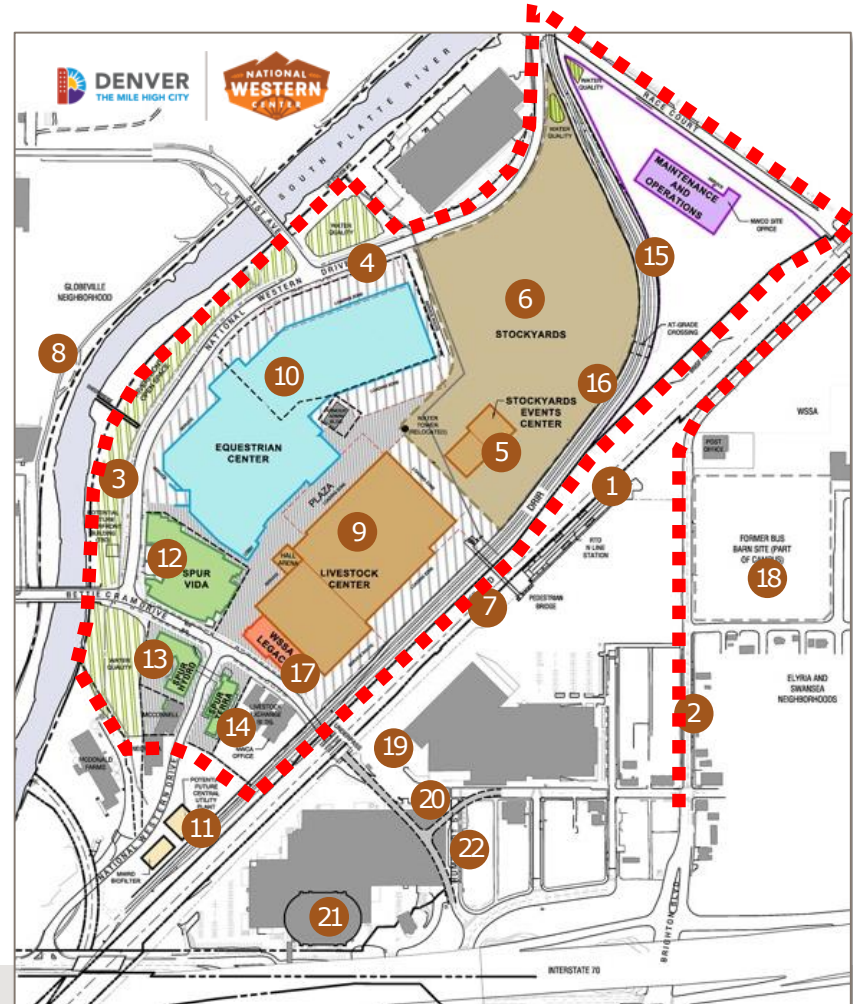 DENVER
THE MILE HIGH CITY
NATIONAL
WESTERN
CENTER
SOUTH PLATTE RIVER
51ST AVE
WATER
QUALITY
WATER
QUALITY
RACE COURT
MAINTENANCE
AND
OPERATIONS
NWCO SITE
OFFICE
WATER
QUALITY
4
NATIONAL WESTERN DRIVE
GLOBEVILLE
NEIGHBORHOOD
15
6
STOCKYARDS
AT-GRADE
CROSSING
8
10
16
STOCKYARDS
EVENTS
CENTER
5
WATER
TOWER
(RELOCATED)
WSSA
POST
OFFICE
EQUESTRIAN
CENTER
3
PLAZA
1
DRIR
9
LIVESTOCK
CENTER
HALL
ARENA
RTD
N LINE
STATION
FORMER BUS
BARN SITE (PART
OF CAMPUS)
18
12
SPUR
VIDA
7
PEDESTRIAN
BRIDGE
BETTIE CRAM DRIVE
WSSA
LEGACY
17
WATER
QUALITY
13
SPUR
HYDRO
14
SPUR
TERRA
LIVESTOCK
EXCHANGE BLDG.
NWCA
OFFICE
UNDERPASS
ELYRIA AND
SWANSEA
NEIGHBORHOODS
2
MCDONALD
FARMS
19
POTENTIAL
FUTURE
CENTRAL
UTILITY
PLANT
11
20
NATIONAL WESTERN DRIVE
MWRD
BIOFILTER
22
21
BRIGHTON BLVD
INTERSTATE 70